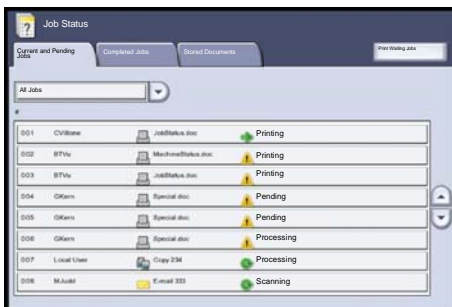 Job Status
Current and Pending Jobs
Completed Jobs
Stored Documents
Print Waiting Jobs
All Jobs
#
001 CVillone JobStatus.doc Printing
002 BTViu MachineStatus.doc Printing
003 BTViu JobStatus.doc Printing
004 GKern Special.doc Pending
005 GKern Special.doc Pending
006 GKern Special.doc Processing
007 Local User Copy 234 Processing
008 MJudd E-mail 333 Scanning